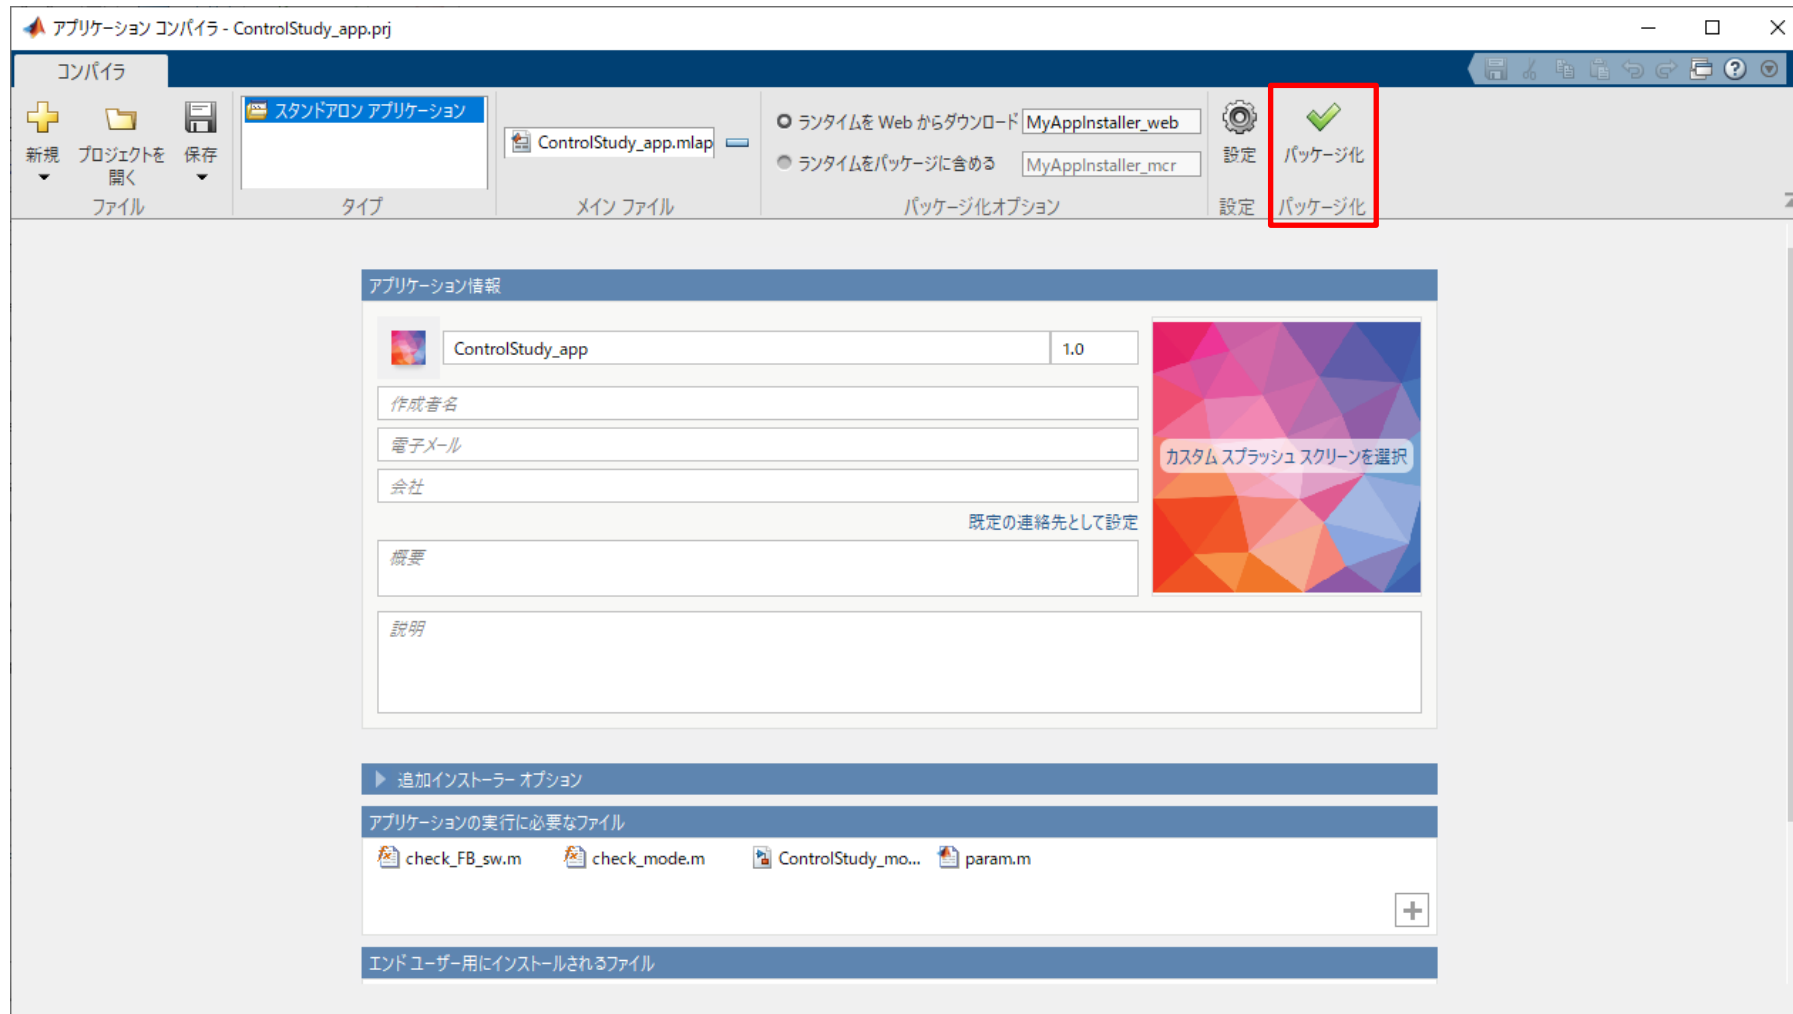 アプリケーション コンパイラ - ControlStudy_app.prj
コンパイラ
新規
プロジェクトを
開く
保存
ファイル
スタンドアロン アプリケーション
タイプ
ControlStudy_app.mlap
メイン ファイル
ランタイムを Web からダウンロード
MyAppInstaller_web
ランタイムをパッケージに含める
MyAppInstaller_mcr
パッケージ化オプション
設定
設定
パッケージ化
パッケージ化
アプリケーション情報
ControlStudy_app
1.0
作成者名
電子メール
会社
既定の連絡先として設定
概要
カスタム スプラッシュ スクリーンを選択
説明
追加インストーラー オプション
アプリケーションの実行に必要なファイル
check_FB_sw.m
check_mode.m
ControlStudy_mo...
param.m
エンド ユーザー用にインストールされるファイル